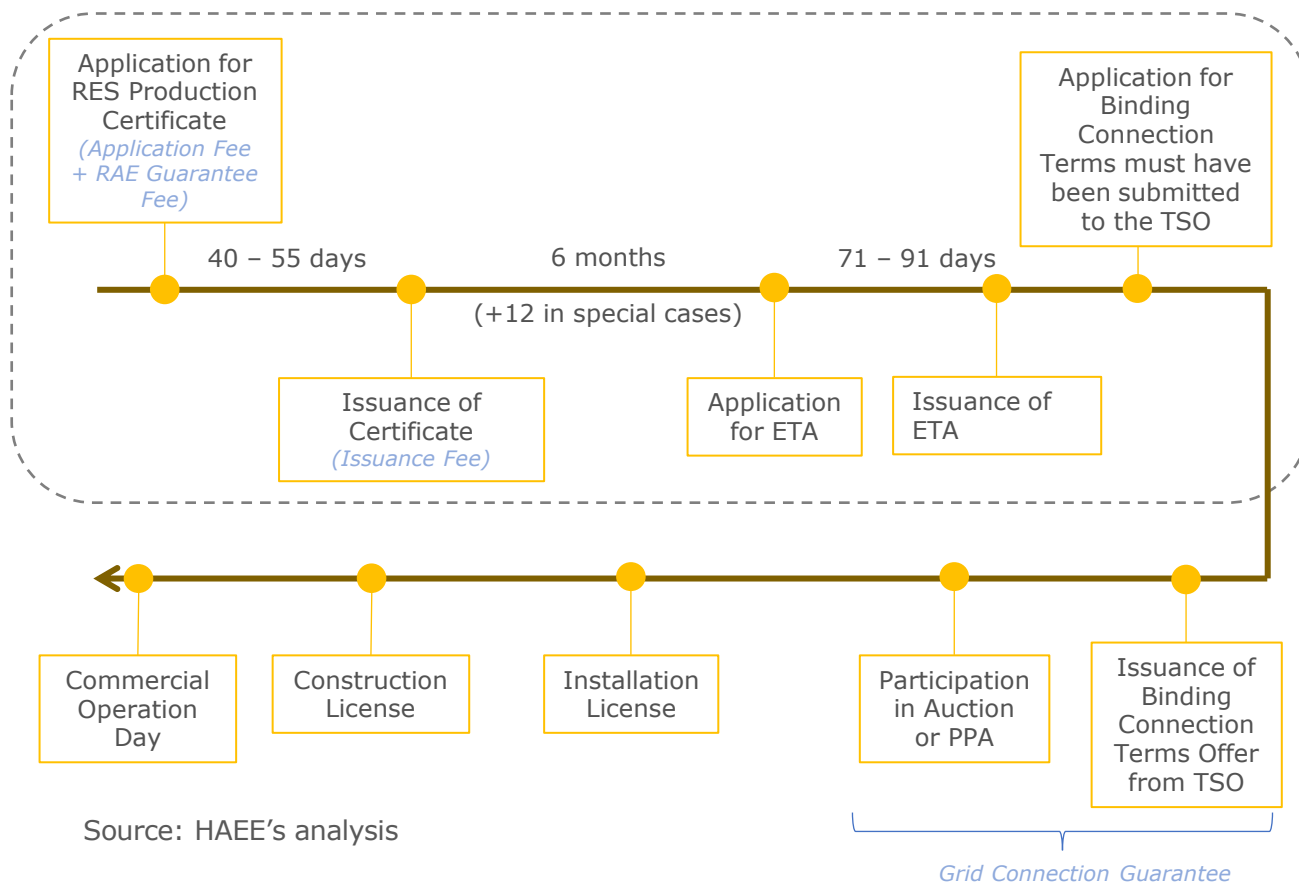 Application for
RES Production
Certificate
(Application Fee
+ RAE Guarantee
Fee)
Application for
Binding
Connection
Terms must have
been submitted
to the TSO
40 – 55 days
6 months
71 – 91 days
(+12 in special cases)
Issuance of
Certificate
(Issuance Fee)
Application
for ETA
Issuance of
ETA
Commercial
Operation
Day
Construction
License
Installation
License
Participation
in Auction
or PPA
Issuance of
Binding
Connection
Terms Offer
from TSO
Source: HAEE's analysis
Grid Connection Guarantee